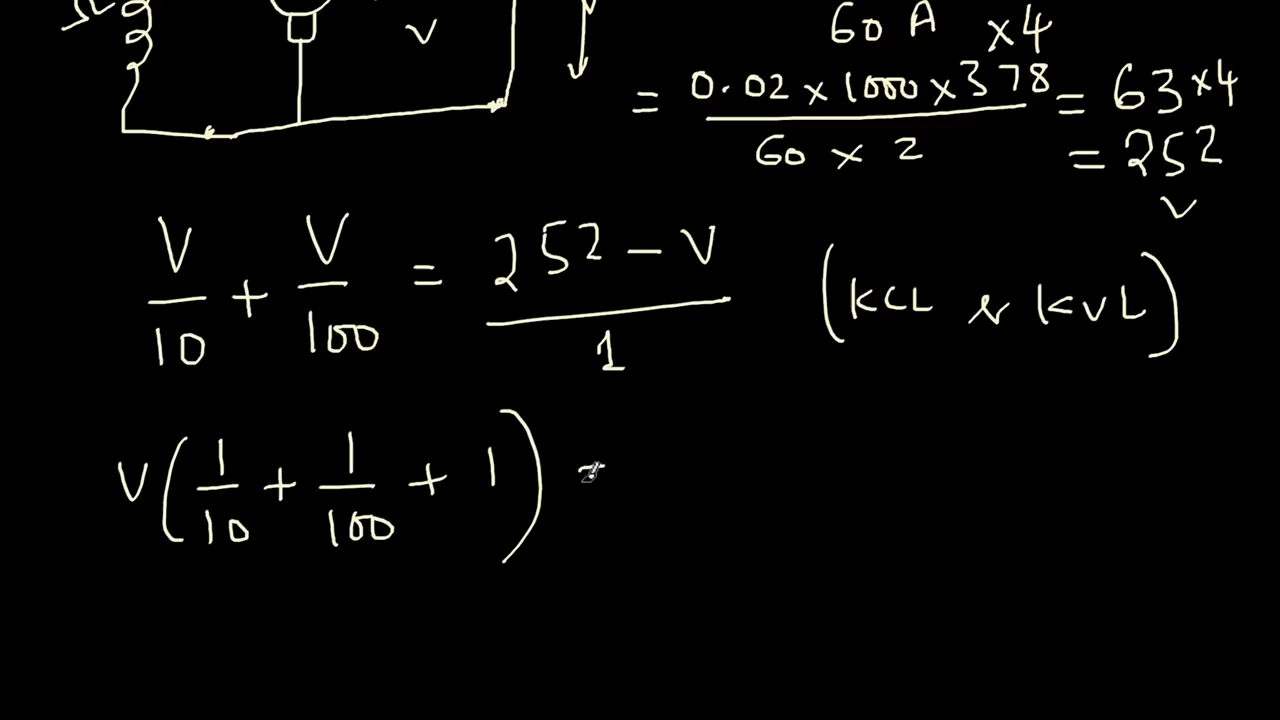 Ω
V
60 A ×4
= 0.02 × 1000 × 378 / 60 × 2 = 63 ×4
= 252
V
V/10 + V/100 = 252 - V / 1 (KCL & KVL)
V(1/10 + 1/100 + 1) =